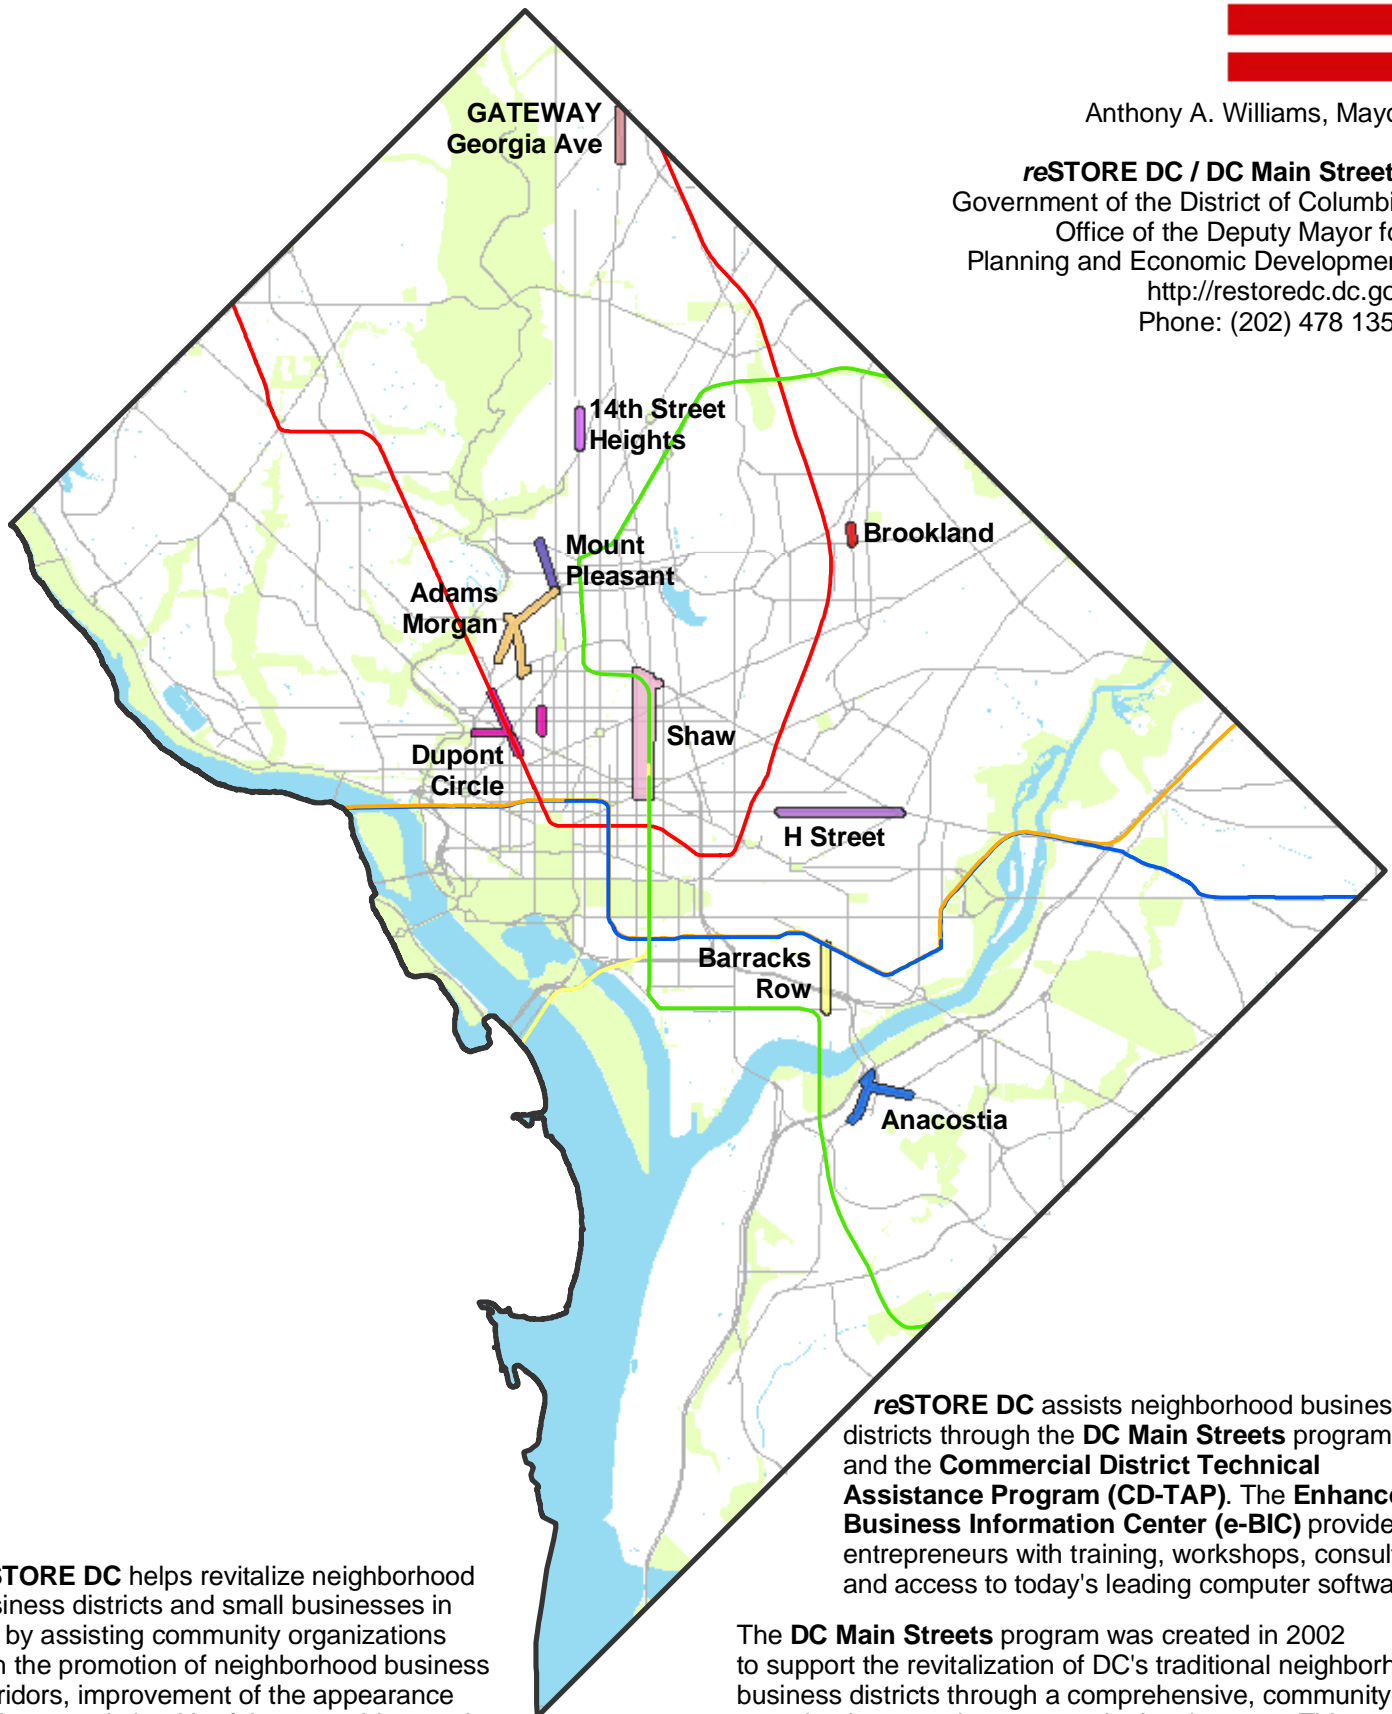 Anthony A. Williams, Mayo
reSTORE DC / DC Main Street
Government of the District of Columbi
Office of the Deputy Mayor fo
Planning and Economic Developmen
http://restoredc.dc.go
Phone: (202) 478 135
GATEWAY
Georgia Ave
14th Street
Heights
Brookland
Mount
Pleasant
Adams
Morgan
Shaw
Dupont
Circle
H Street
Barracks
Row
Anacostia
reSTORE DC assists neighborhood busines
districts through the DC Main Streets program
and the Commercial District Technical
Assistance Program (CD-TAP). The Enhance
Business Information Center (e-BIC) provide
entrepreneurs with training, workshops, consul
and access to today's leading computer softwa
STORE DC helps revitalize neighborhood
siness districts and small businesses in
by assisting community organizations
h the promotion of neighborhood business
ridors, improvement of the appearance
The DC Main Streets program was created in 2002
to support the revitalization of DC's traditional neighborh
business districts through a comprehensive, community